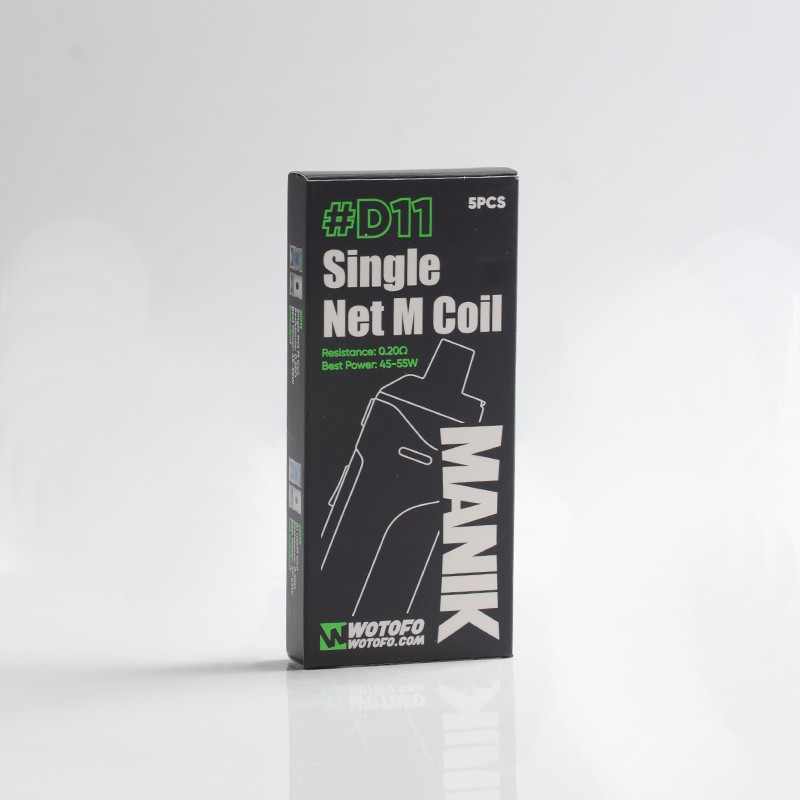 #D11
5PCS
Single
Net M Coil
Resistance: 0.20Ω
Best Power: 45-55W
MANIK
WOTOFO
WOTOFO.COM